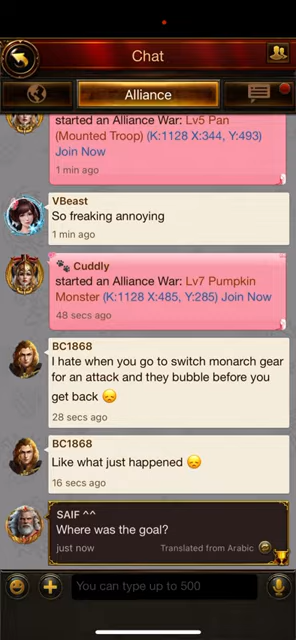 Chat
Alliance
started an Alliance War: Lv5 Pan
(Mounted Troop) (K:1128 X:344, Y:493)
Join Now
1 min ago
VBeast
So freaking annoying
1 min ago
Cuddly
started an Alliance War: Lv7 Pumpkin
Monster (K:1128 X:485, Y:285) Join Now
48 secs ago
BC1868
I hate when you go to switch monarch gear
for an attack and they bubble before you
get back 😞
28 secs ago
BC1868
Like what just happened 😞
16 secs ago
SAIF ^^
Where was the goal?
just now
Translated from Arabic
You can type up to 500